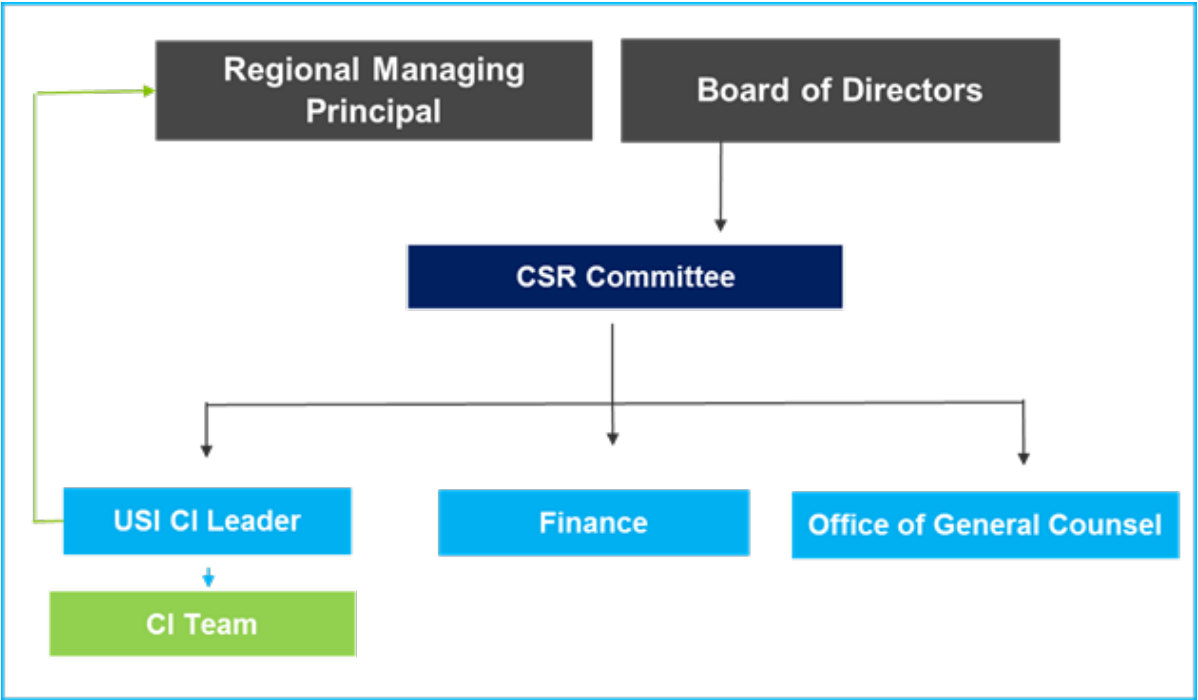 Regional Managing
Principal
Board of Directors
CSR Committee
USI CI Leader
Finance
Office of General Counsel
CI Team